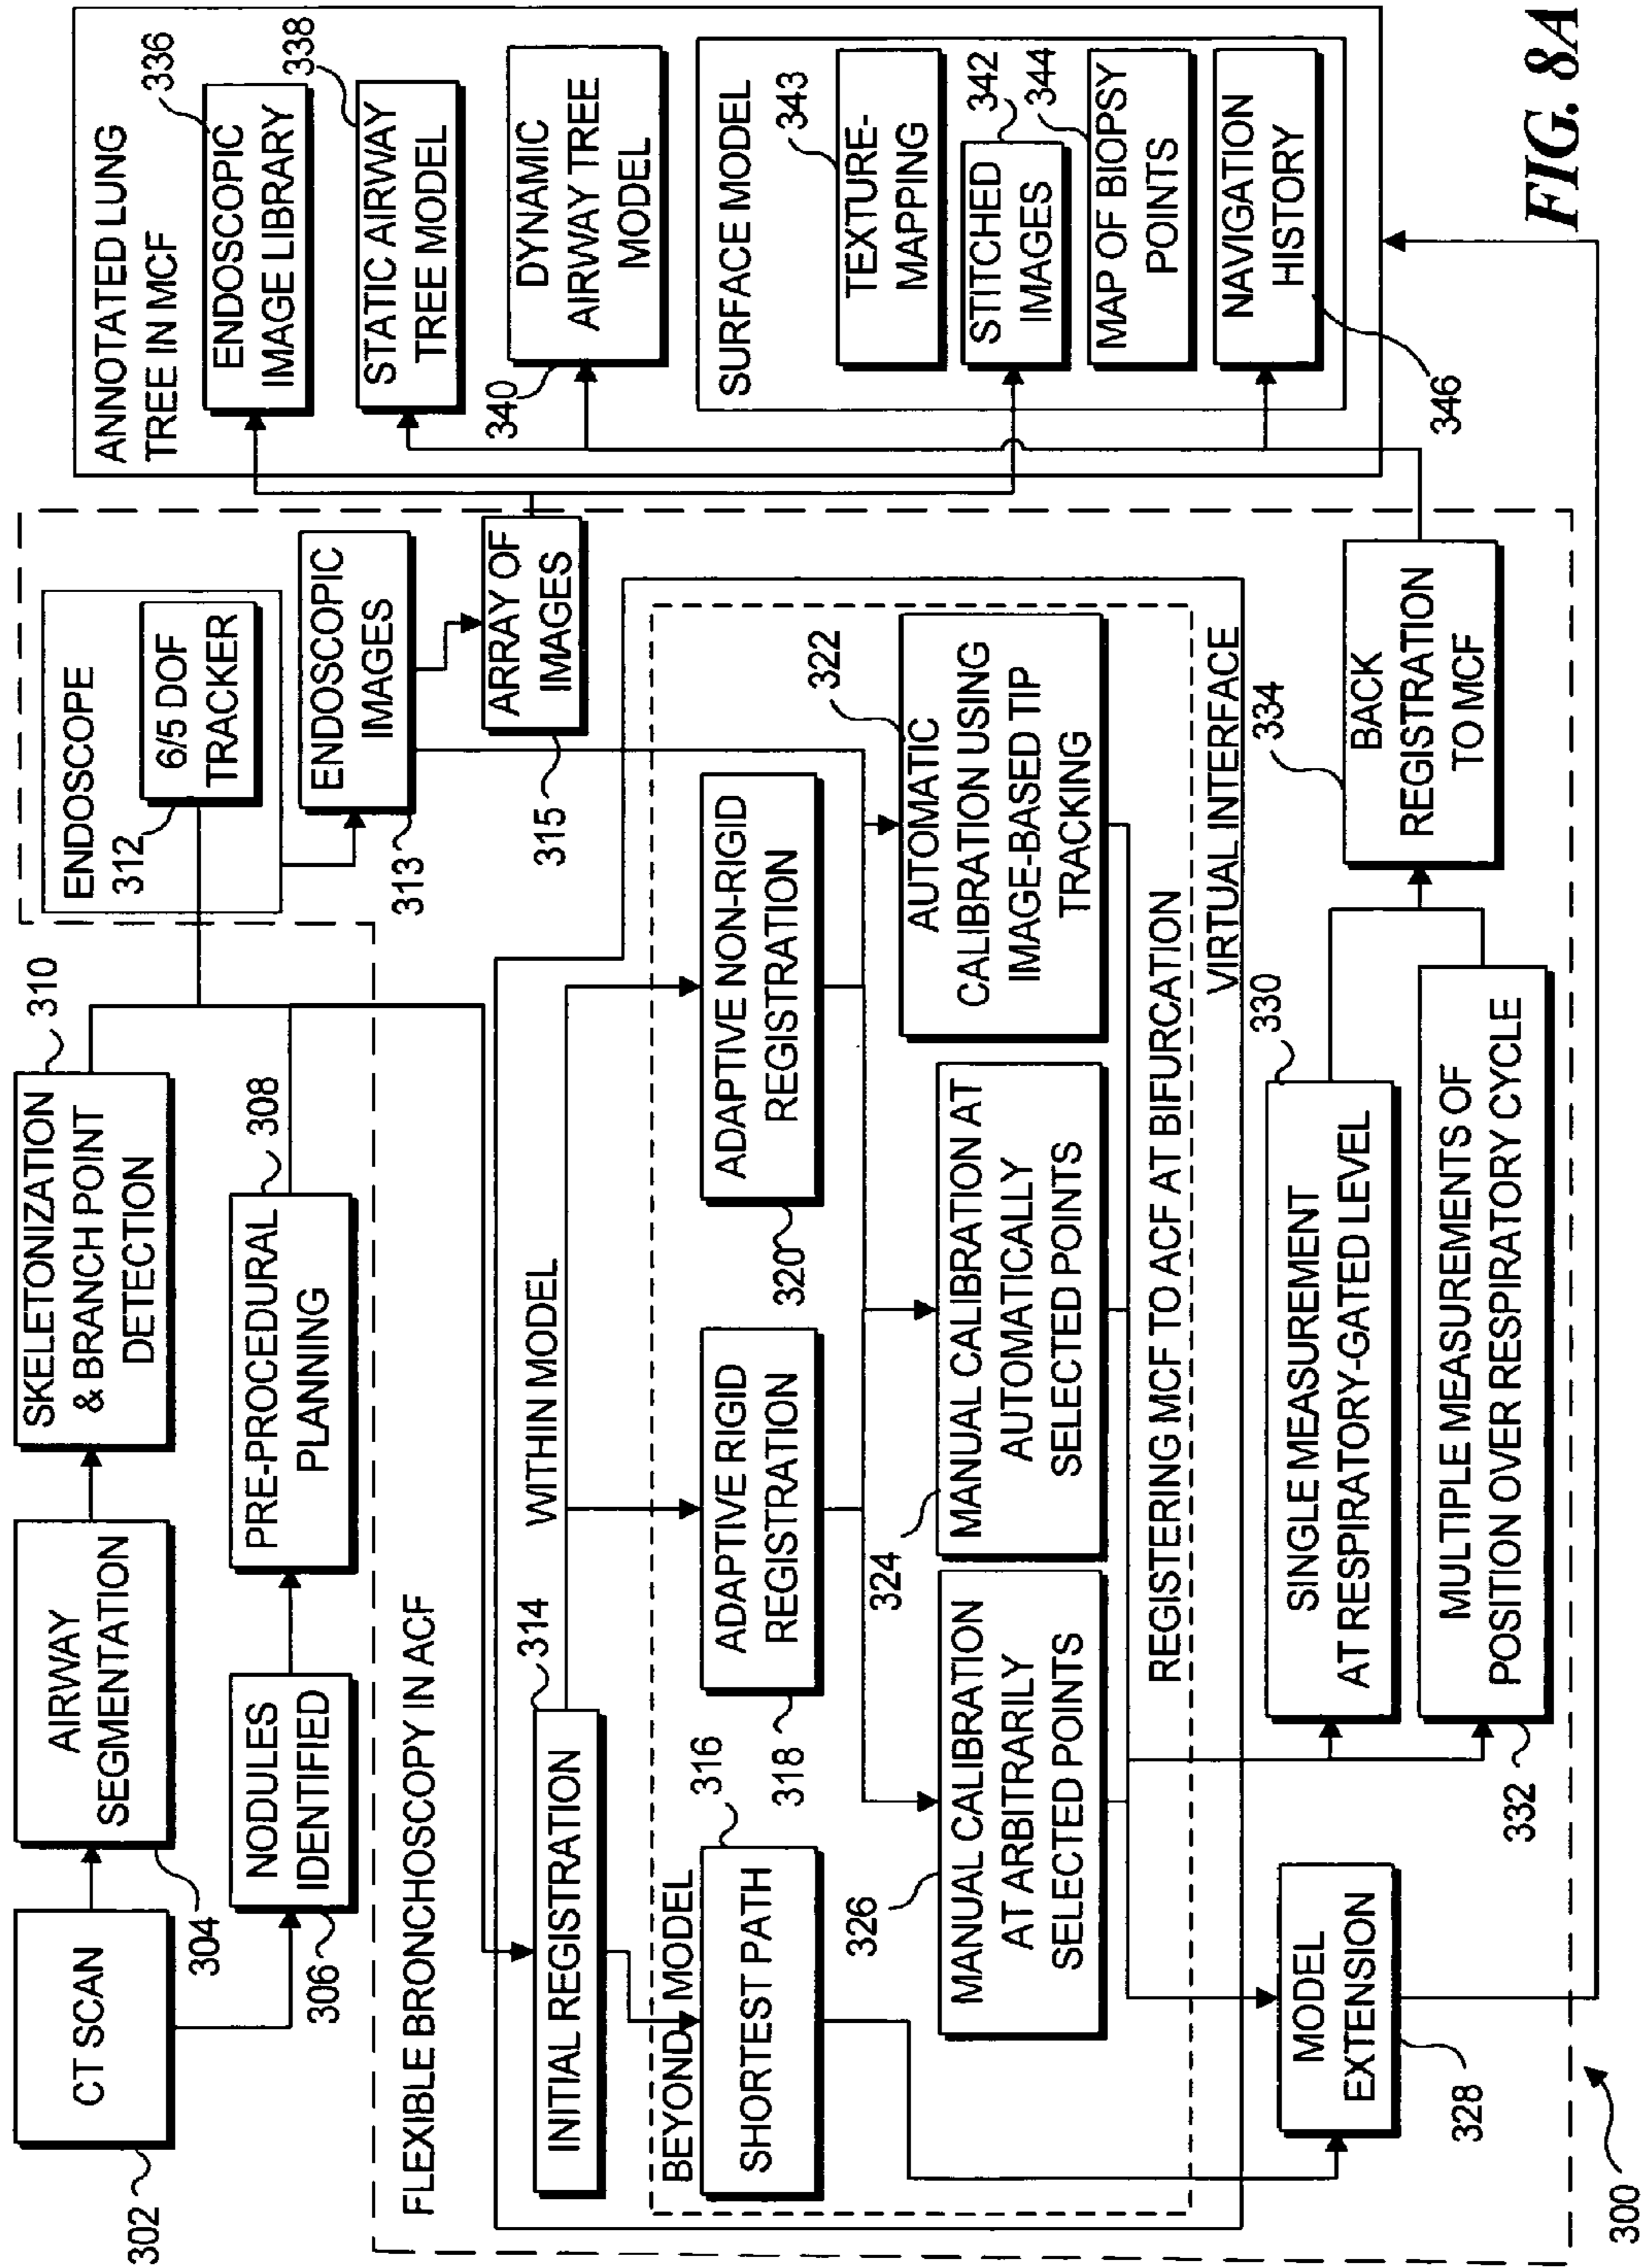 CT SCAN
302
AIRWAY
SEGMENTATION
304
SKELETONIZATION
& BRANCH POINT
DETECTION
310
NODULES
IDENTIFIED
306
PRE-PROCEDURAL
PLANNING
308
ENDOSCOPE
6/5 DOF
TRACKER
312
ENDOSCOPIC
IMAGES
313
ARRAY OF
IMAGES
315
FLEXIBLE BRONCHOSCOPY IN ACF
INITIAL REGISTRATION
314
WITHIN MODEL
BEYOND MODEL
316
SHORTEST PATH
ADAPTIVE RIGID
REGISTRATION
318
ADAPTIVE NON-RIGID
REGISTRATION
320
326
MANUAL CALIBRATION
AT ARBITRARILY
SELECTED POINTS
324
MANUAL CALIBRATION AT
AUTOMATICALLY
SELECTED POINTS
322
AUTOMATIC
CALIBRATION USING
IMAGE-BASED TIP
TRACKING
REGISTERING MCF TO ACF AT BIFURCATION
VIRTUAL INTERFACE
MODEL
EXTENSION
328
330
SINGLE MEASUREMENT
AT RESPIRATORY-GATED LEVEL
MULTIPLE MEASUREMENTS OF
POSITION OVER RESPIRATORY CYCLE
332
334
BACK
REGISTRATION
TO MCF
ANNOTATED LUNG
TREE IN MCF
336
ENDOSCOPIC
IMAGE LIBRARY
338
STATIC AIRWAY
TREE MODEL
DYNAMIC
AIRWAY TREE
MODEL
340
SURFACE MODEL
343
TEXTURE-
MAPPING
342
STITCHED
IMAGES
344
MAP OF BIOPSY
POINTS
NAVIGATION
HISTORY
346
300
FIG. 8A